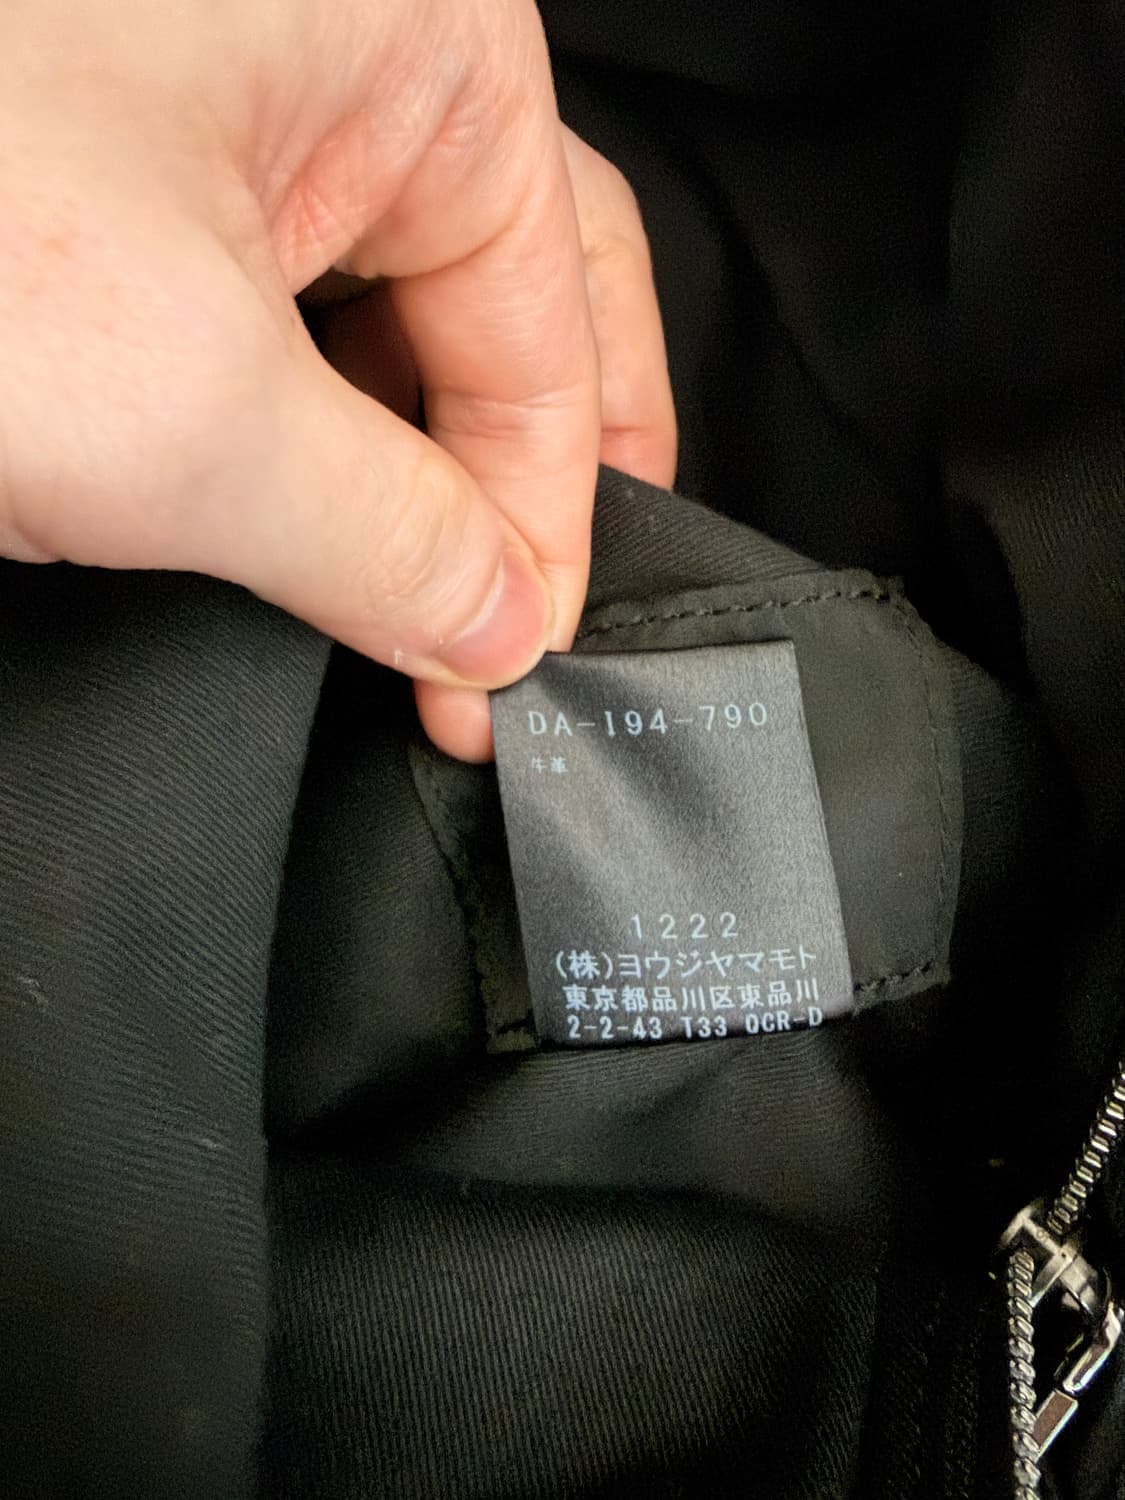 DA-I94-790
牛革
1222
(株)ヨウジヤマモト
東京都品川区東品川
2-2-43 T33 OCR-D